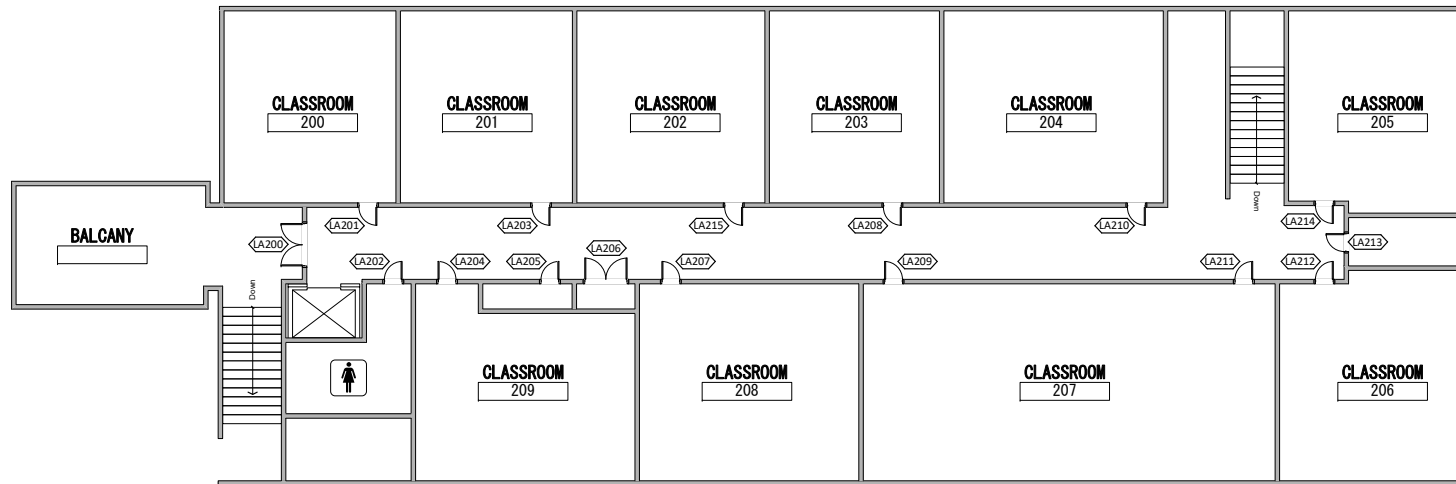 CLASSROOM
200
CLASSROOM
201
CLASSROOM
202
CLASSROOM
203
CLASSROOM
204
CLASSROOM
205
Down
BALCANY
LA200
LA201
LA203
LA215
LA208
LA210
LA214
LA213
LA202
LA204
LA205
LA206
LA207
LA209
LA211
LA212
Down
CLASSROOM
209
CLASSROOM
208
CLASSROOM
207
CLASSROOM
206